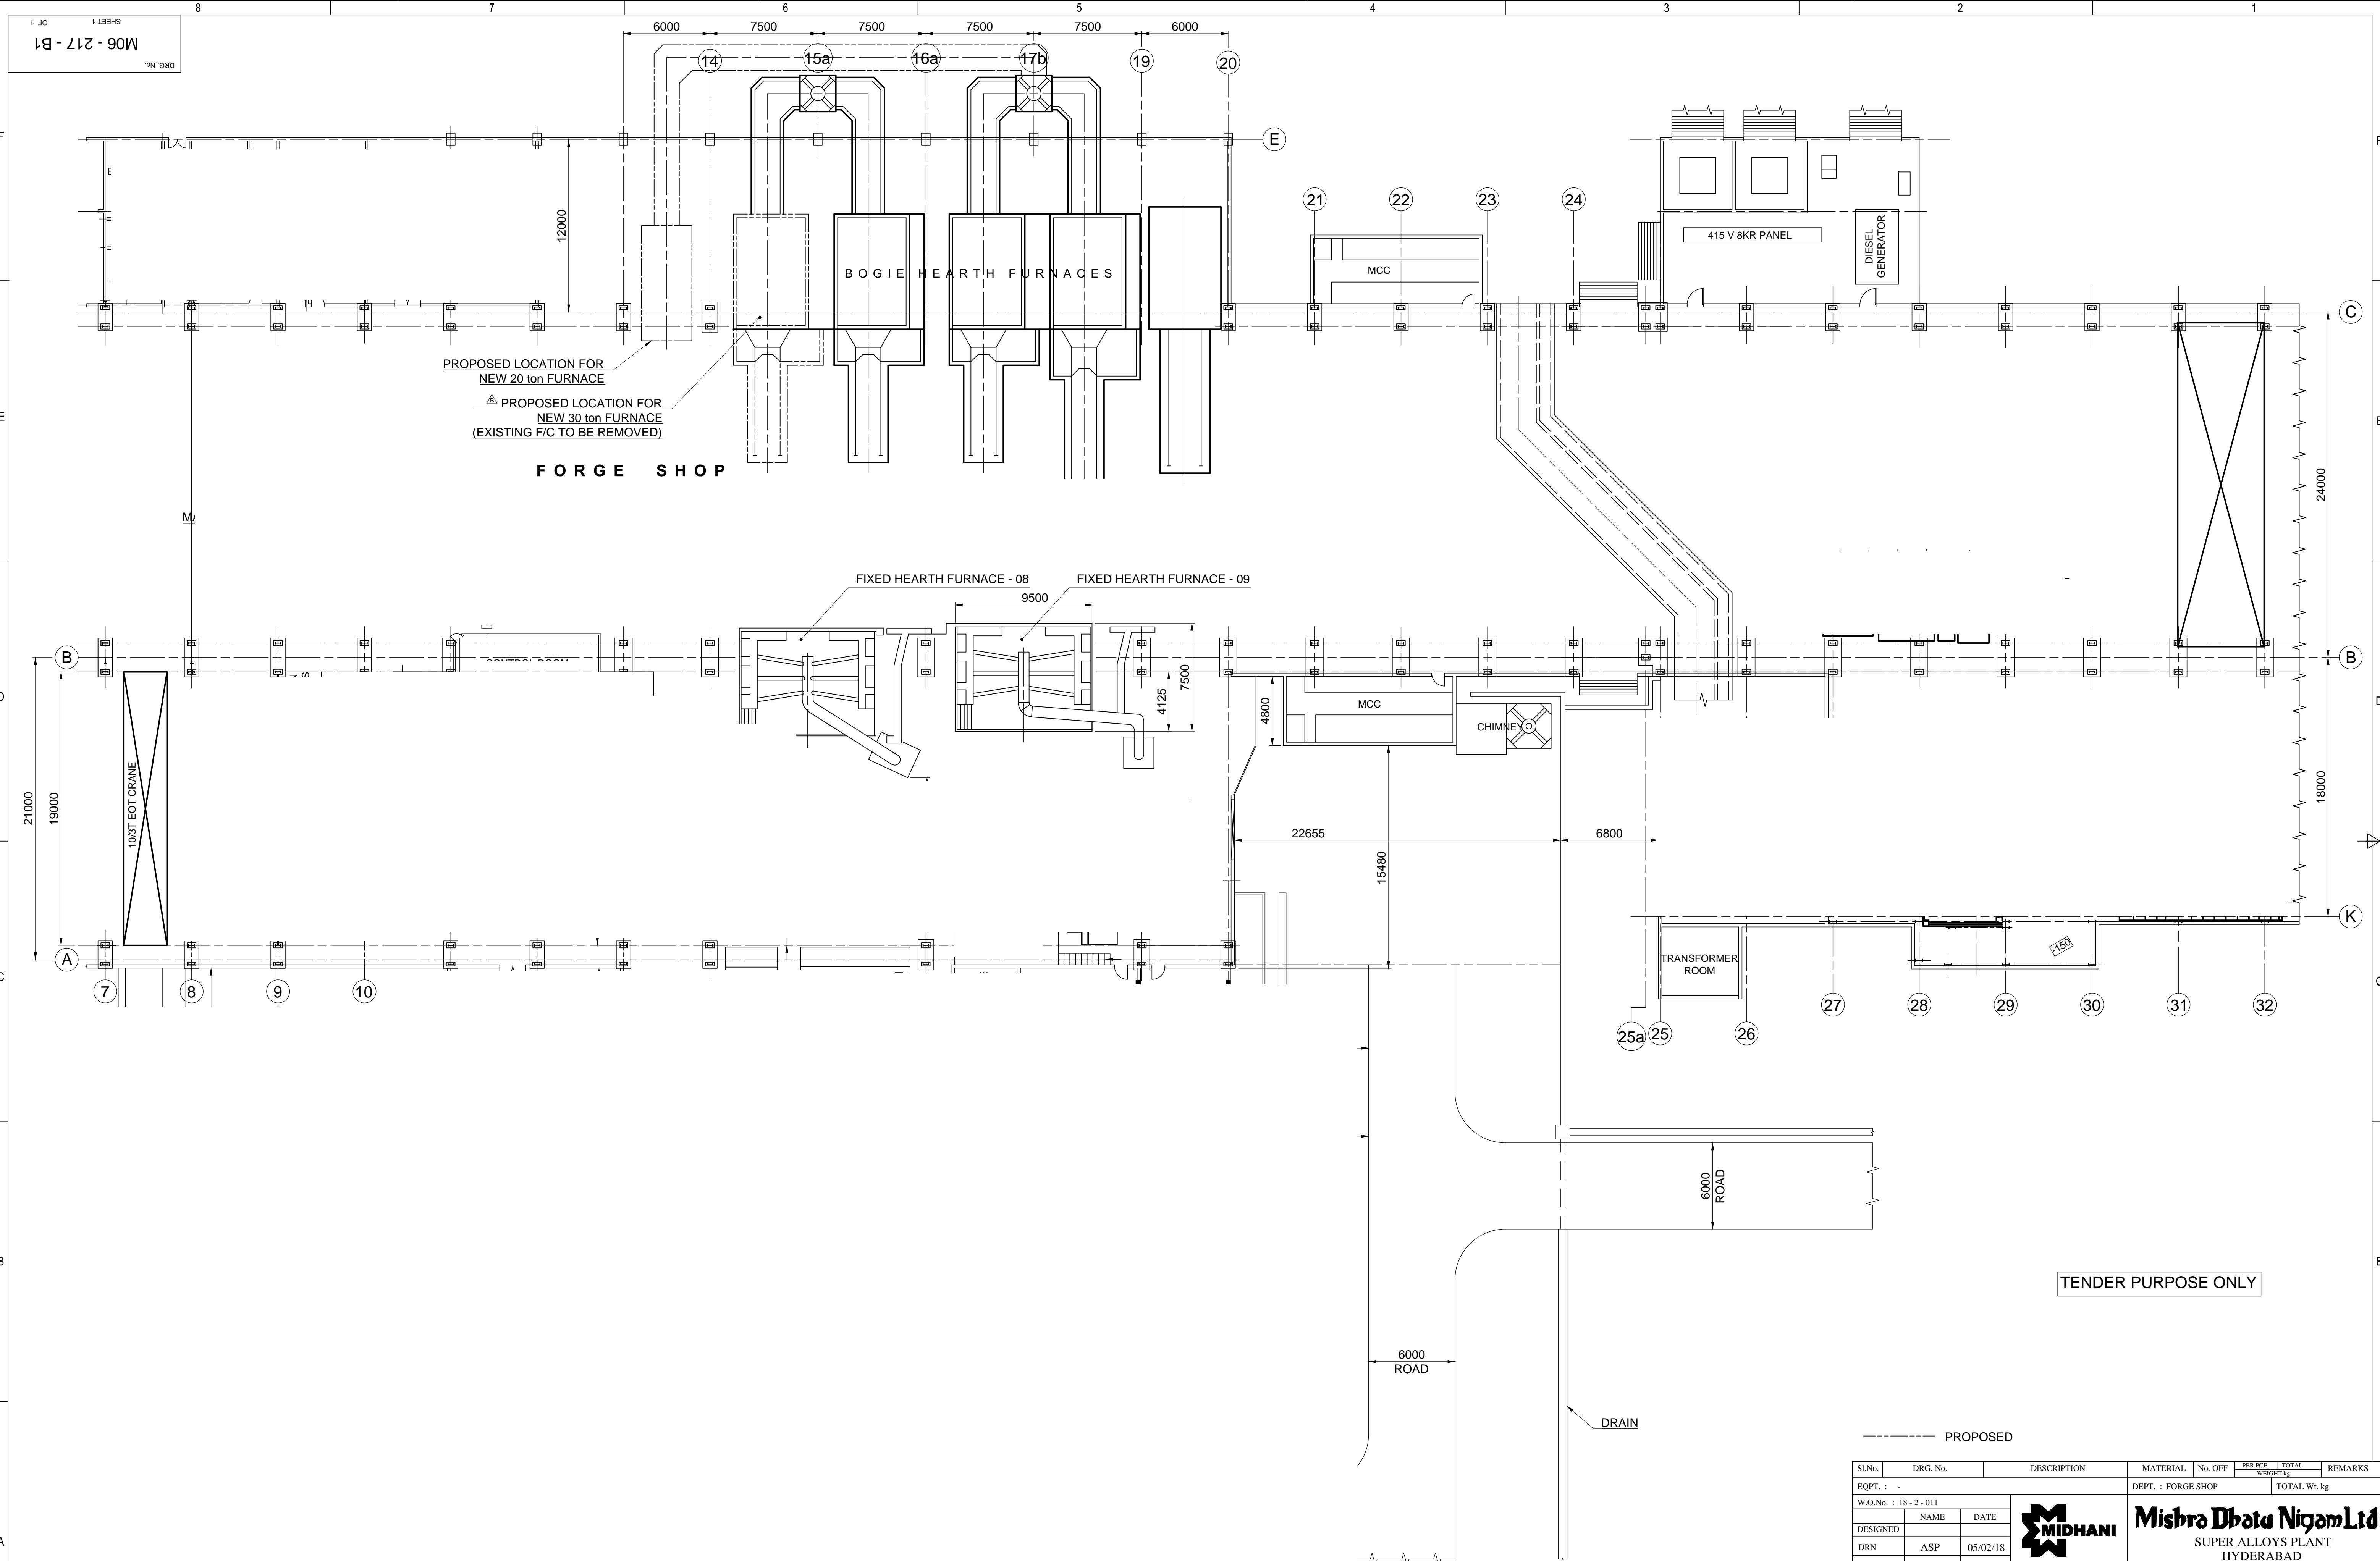 8 7 6 5 4 3 2 1
SHEET 1 OF 1
M06 - 217 - B1
DRG. No.
6000 7500 7500 7500 7500 6000
14 15a 16a 17b 19 20
E
12000
21 22 23 24
415 V 8KR PANEL
DIESEL
GENERATOR
MCC
BOGIE HEARTH FURNACES
C
PROPOSED LOCATION FOR
NEW 20 ton FURNACE
PROPOSED LOCATION FOR
NEW 30 ton FURNACE
(EXISTING F/C TO BE REMOVED)
FORGE SHOP
24000
FIXED HEARTH FURNACE - 08
FIXED HEARTH FURNACE - 09
9500
B
B
7500
4125
4800
MCC
CHIMNEY
10/3T EOT CRANE
21000
19000
18000
22655
6800
15480
K
A
TRANSFORMER
ROOM
-150
7 8 9 10
27 28 29 30 31 32
25a 25 26
6000
ROAD
TENDER PURPOSE ONLY
6000
ROAD
DRAIN
PROPOSED
Sl.No. DRG. No. DESCRIPTION MATERIAL No. OFF PER PCE. TOTAL REMARKS
WEIGHT kg.
EQPT. : - DEPT. : FORGE SHOP TOTAL Wt. kg
W.O.No. : 18 - 2 - 011
NAME DATE
DESIGNED
DRN ASP 05/02/18
MIDHANI
Mishra Dhatu Nigam Ltd
SUPER ALLOYS PLANT
HYDERABAD